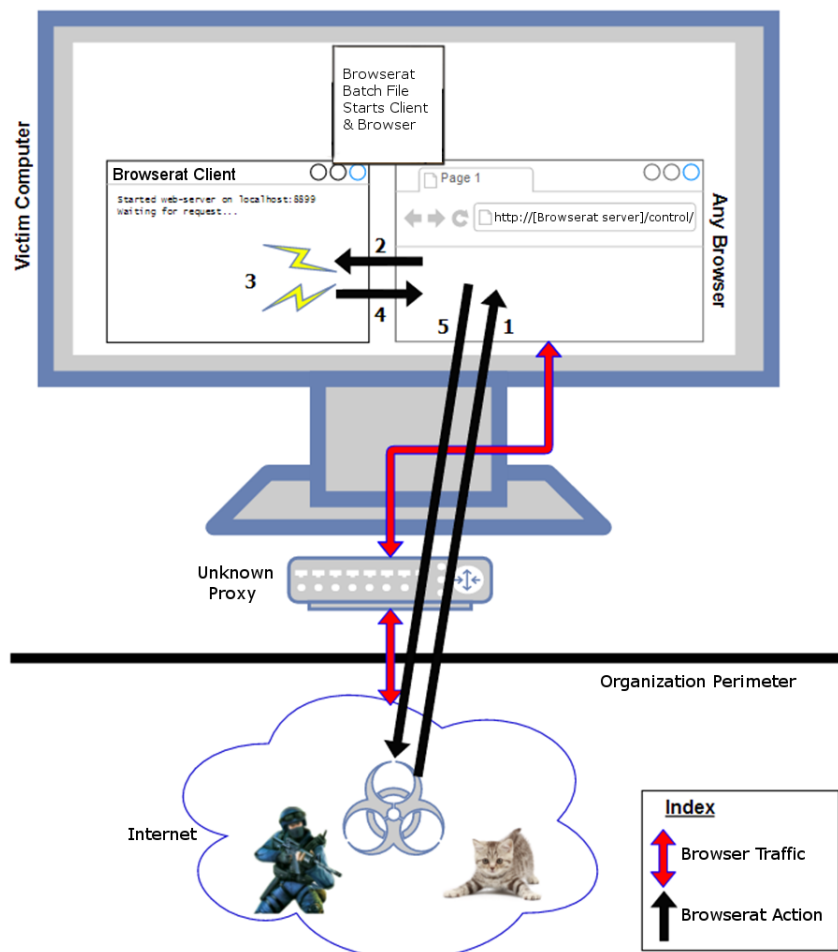 Browserat
Batch File
Starts Client
& Browser
Victim Computer
Browserat Client
Started web-server on localhost:8899
Waiting for request...
Page 1
http://[Browserat server]/control/
Any Browser
2
3
4
5
1
Unknown
Proxy
Organization Perimeter
Internet
Index
Browser Traffic
Browserat Action